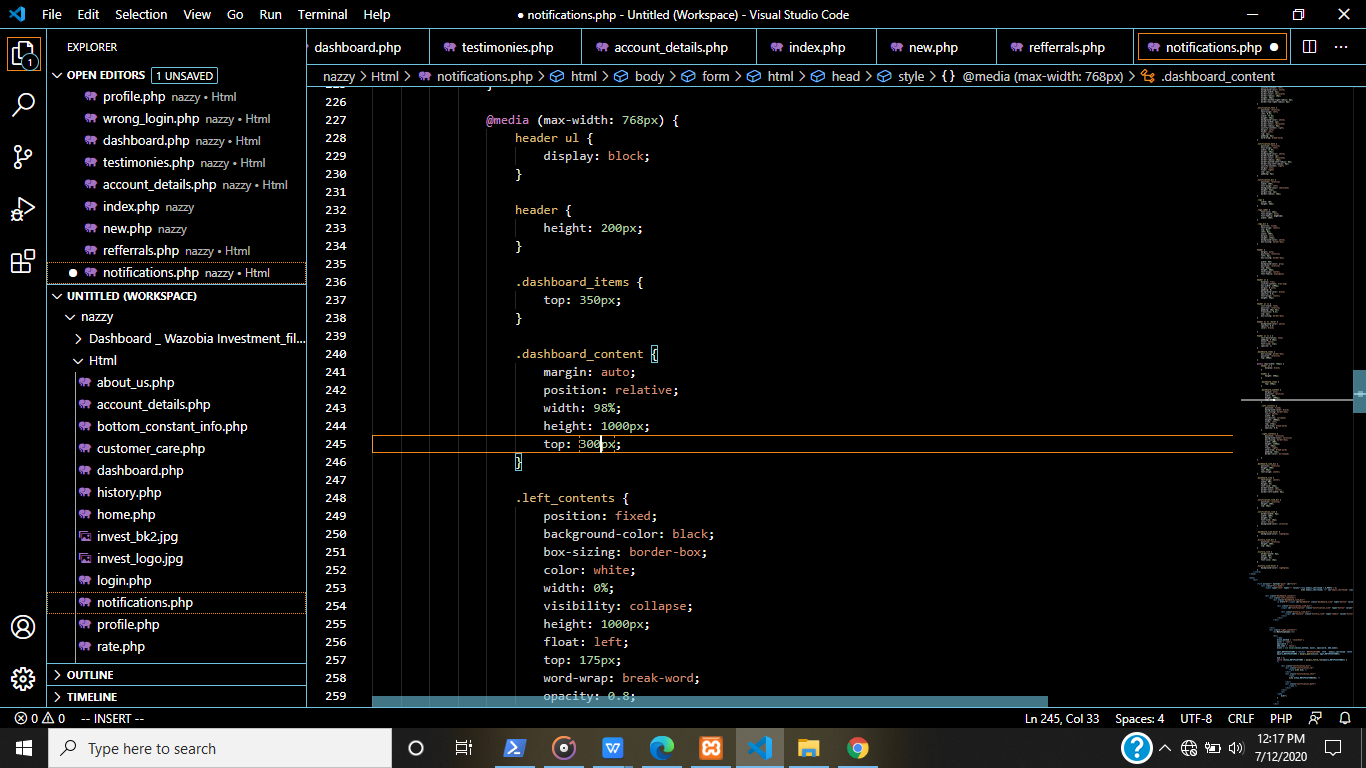 File Edit Selection View Go Run Terminal Help
● notifications.php - Untitled (Workspace) - Visual Studio Code
EXPLORER
OPEN EDITORS 1 UNSAVED
profile.php nazzy • Html
wrong_login.php nazzy • Html
dashboard.php nazzy • Html
testimonies.php nazzy • Html
account_details.php nazzy • Html
index.php nazzy
new.php nazzy
refferrals.php nazzy • Html
● notifications.php nazzy • Html
UNTITLED (WORKSPACE)
nazzy
Dashboard _ Wazobia Investment_fil...
Html
about_us.php
account_details.php
bottom_constant_info.php
customer_care.php
dashboard.php
history.php
home.php
invest_bk2.jpg
invest_logo.jpg
login.php
notifications.php
profile.php
rate.php
OUTLINE
TIMELINE
dashboard.php testimonies.php account_details.php index.php new.php refferrals.php notifications.php ●
nazzy > Html > notifications.php > html > body > form > html > head > style > {} @media (max-width: 768px) > .dashboard_content
226
227 @media (max-width: 768px) {
228 header ul {
229 display: block;
230 }
231
232 header {
233 height: 200px;
234 }
235
236 .dashboard_items {
237 top: 350px;
238 }
239
240 .dashboard_content {
241 margin: auto;
242 position: relative;
243 width: 98%;
244 height: 1000px;
245 top: 300px;
246 }
247
248 .left_contents {
249 position: fixed;
250 background-color: black;
251 box-sizing: border-box;
252 color: white;
253 width: 0%;
254 visibility: collapse;
255 height: 1000px;
256 float: left;
257 top: 175px;
258 word-wrap: break-word;
259 opacity: 0.8;
0 0 -- INSERT --
Ln 245, Col 33 Spaces: 4 UTF-8 CRLF PHP
Type here to search
12:17 PM
7/12/2020